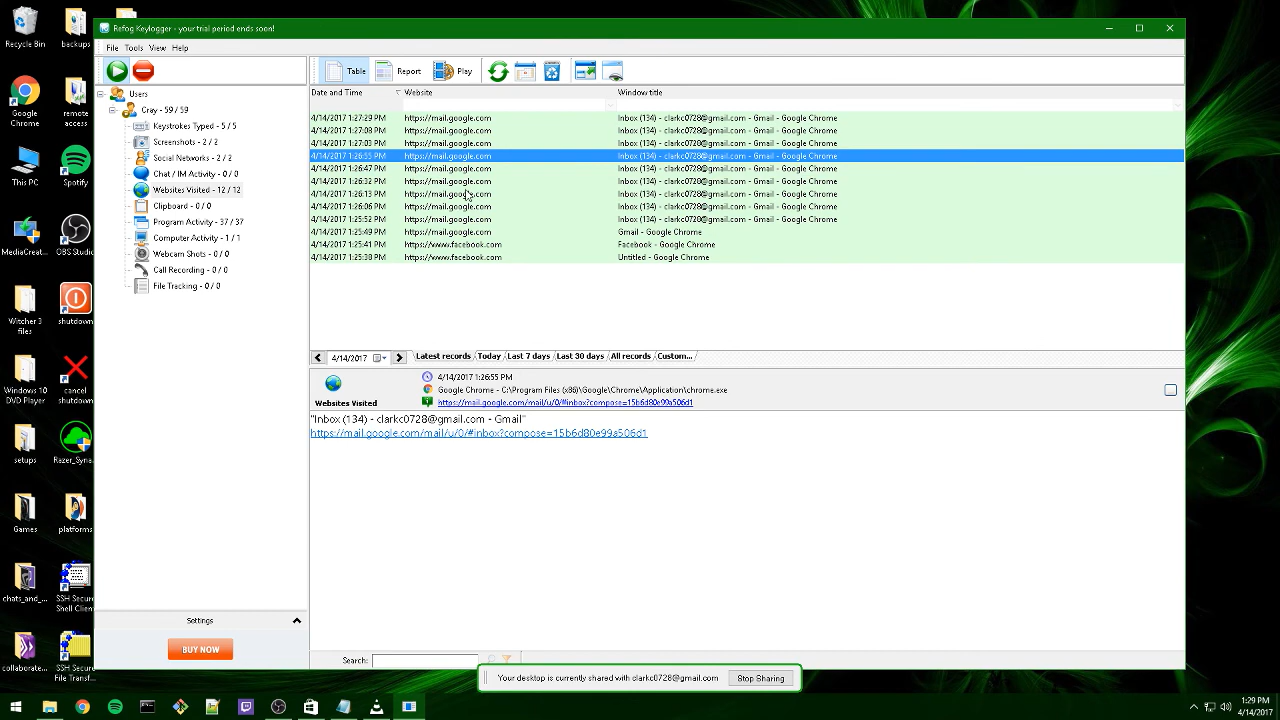 Refog Keylogger - your trial period ends soon!
File Tools View Help
Table Report Play
Recycle Bin
backups
Google Chrome
remote access
This PC
Spotify
MediaCreat...
OBS Studio
Witcher 3 files
shutdown
Windows 10 DVD Player
cancel shutdown
setups
Razer_Syna...
Games
platforms
chats_and_...
SSH Secure Shell Client
collaborate...
SSH Secure File Transf...
Users
Cray - 59 / 59
Keystrokes Typed - 5 / 5
Screenshots - 2 / 2
Social Networks - 2 / 2
Chat / IM Activity - 0 / 0
Websites Visited - 12 / 12
Clipboard - 0 / 0
Program Activity - 37 / 37
Computer Activity - 1 / 1
Webcam Shots - 0 / 0
Call Recording - 0 / 0
File Tracking - 0 / 0
Settings
BUY NOW
Date and Time Website Window title
4/14/2017 1:27:29 PM https://mail.google.com Inbox (134) - clarkc0728@gmail.com - Gmail - Google Chrome
4/14/2017 1:27:08 PM https://mail.google.com Inbox (134) - clarkc0728@gmail.com - Gmail - Google Chrome
4/14/2017 1:27:03 PM https://mail.google.com Inbox (134) - clarkc0728@gmail.com - Gmail - Google Chrome
4/14/2017 1:26:55 PM https://mail.google.com Inbox (134) - clarkc0728@gmail.com - Gmail - Google Chrome
4/14/2017 1:26:47 PM https://mail.google.com Inbox (134) - clarkc0728@gmail.com - Gmail - Google Chrome
4/14/2017 1:26:32 PM https://mail.google.com Inbox (134) - clarkc0728@gmail.com - Gmail - Google Chrome
4/14/2017 1:26:13 PM https://mail.google.com Inbox (134) - clarkc0728@gmail.com - Gmail - Google Chrome
4/14/2017 1:26:06 PM https://mail.google.com Inbox (134) - clarkc0728@gmail.com - Gmail - Google Chrome
4/14/2017 1:25:52 PM https://mail.google.com Inbox (134) - clarkc0728@gmail.com - Gmail - Google Chrome
4/14/2017 1:25:49 PM https://mail.google.com Gmail - Google Chrome
4/14/2017 1:25:41 PM https://www.facebook.com Facebook - Google Chrome
4/14/2017 1:25:38 PM https://www.facebook.com Untitled - Google Chrome
4/14/2017 Latest records Today Last 7 days Last 30 days All records Custom...
4/14/2017 1:26:55 PM
Google Chrome - C:\Program Files (x86)\Google\Chrome\Application\chrome.exe
Websites Visited https://mail.google.com/mail/u/0/#inbox?compose=15b6d80e99a506d1
"Inbox (134) - clarkc0728@gmail.com - Gmail"
https://mail.google.com/mail/u/0/#inbox?compose=15b6d80e99a506d1
Search:
Your desktop is currently shared with clarkc0728@gmail.com Stop Sharing
1:29 PM
4/14/2017